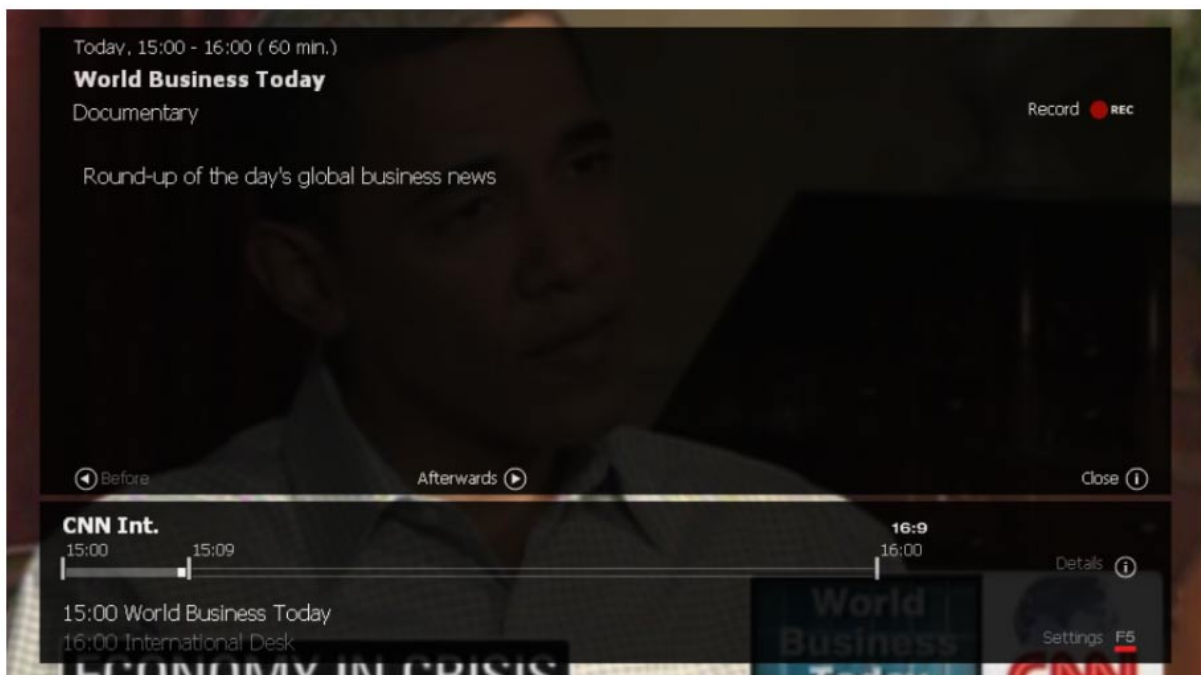 Today, 15:00 - 16:00 ( 60 min.)
World Business Today
Documentary
Record REC
Round-up of the day's global business news
Before
Afterwards
Close i
CNN Int.
16:9
15:00 15:09 16:00
Details i
15:00 World Business Today
16:00 International Desk
Settings F5
World
Business
Today
ECONOMY IN CRISIS
CNN